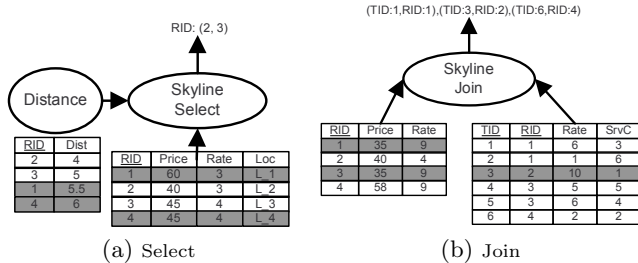 RID: (2, 3)
Distance
Skyline
Select
RID Dist
2 4
3 5
1 5.5
4 6
RID Price Rate Loc
1 60 3 L_1
2 40 3 L_2
3 45 4 L_3
4 45 4 L_4
(a) Select
(TID:1,RID:1),(TID:3,RID:2),(TID:6,RID:4)
Skyline
Join
RID Price Rate
1 35 9
2 40 4
3 35 9
4 58 9
TID RID Rate SrvC
1 1 6 3
2 1 1 6
3 2 10 1
4 3 5 5
5 3 6 4
6 4 2 2
(b) Join